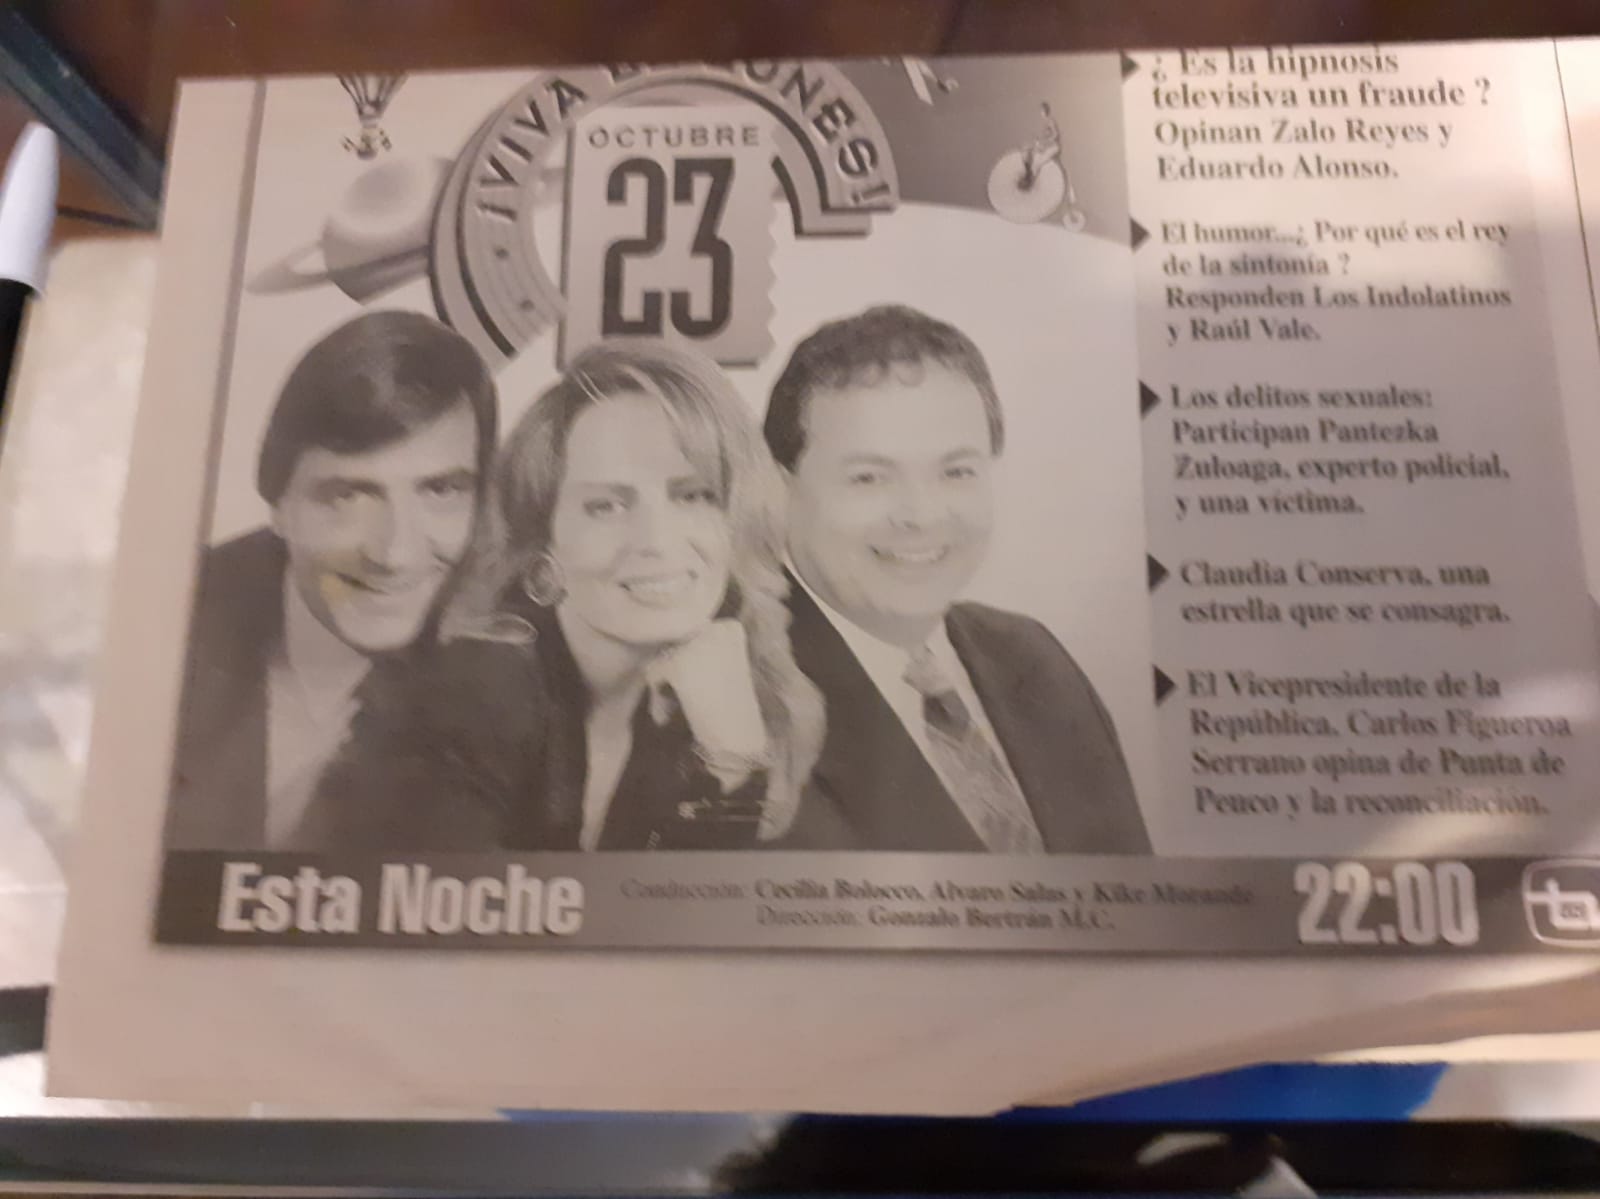 ¡VIVA
OCTUBRE
23
¿ Es la hipnosis
televisiva un fraude ?
Opinan Zalo Reyes y
Eduardo Alonso.
El humor...¿ Por qué es el rey
de la sintonía ?
Responden Los Indolatinos
y Raúl Vale.
Los delitos sexuales:
Participan Pantezka
Zuloaga, experto policial,
y una víctima.
Claudia Conserva, una
estrella que se consagra.
El Vicepresidente de la
República, Carlos Figueroa
Serrano opina de Punta de
Peuco y la reconciliación.
Esta Noche
Conducción: Cecilia Bolocco, Alvaro Salas y Kike Morande
Dirección: Gonzalo Bertrán M.C.
22:00